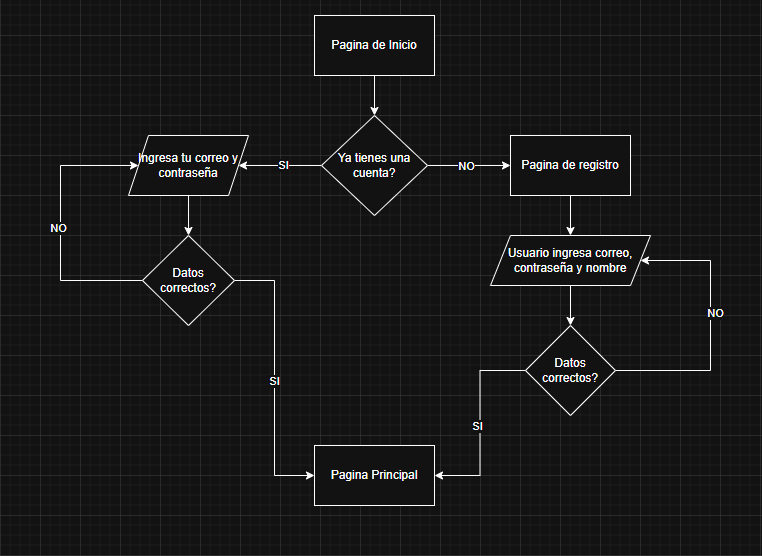 Pagina de Inicio
Ya tienes una
cuenta?
SI
NO
Ingresa tu correo y
contraseña
Pagina de registro
NO
Usuario ingresa correo,
contraseña y nombre
Datos
correctos?
NO
Datos
correctos?
SI
SI
Pagina Principal